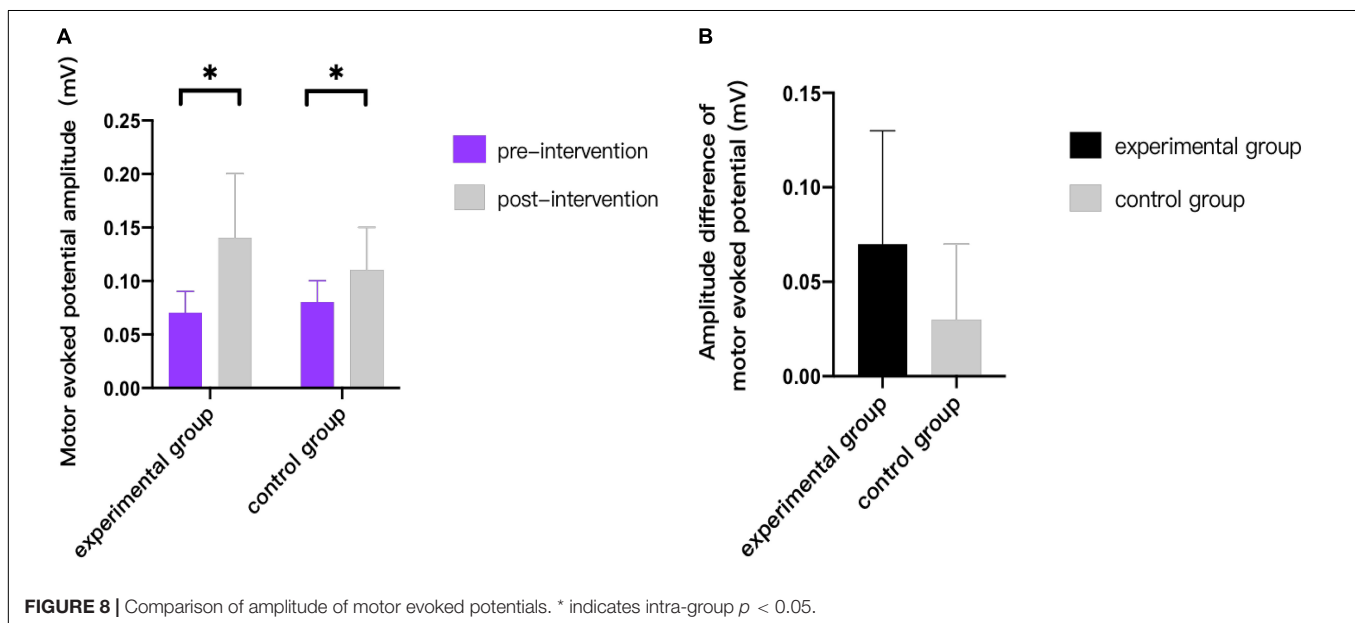 A
Motor evoked potential amplitude (mV)
* *
0.25
0.20
0.15
0.10
0.05
0.00
experimental group
control group
pre–intervention
post–intervention
B
Amplitude difference of
motor evoked potential (mV)
0.15
0.10
0.05
0.00
experimental group
control group
experimental group
control group
FIGURE 8 | Comparison of amplitude of motor evoked potentials. * indicates intra-group p < 0.05.